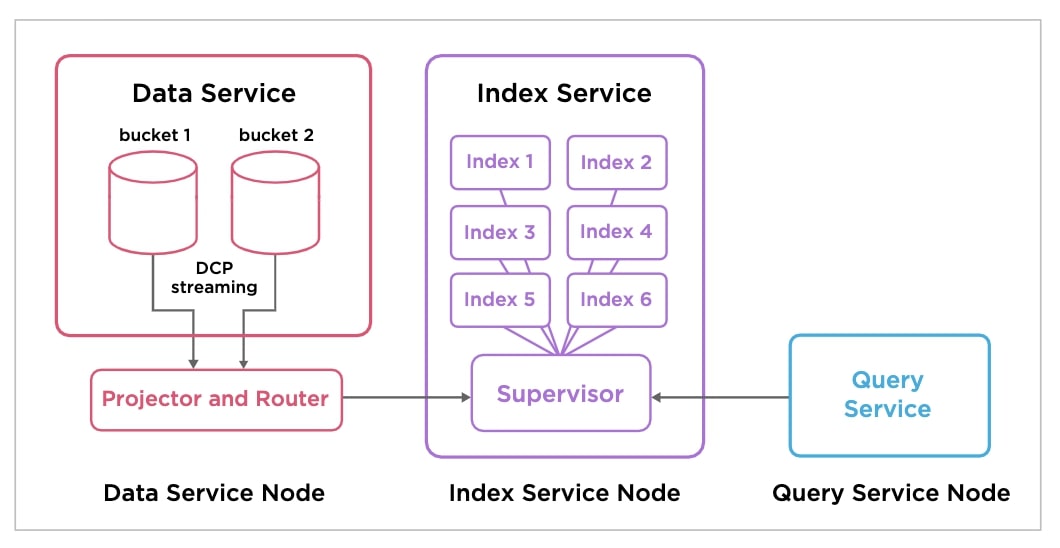 Data Service
bucket 1
bucket 2
DCP
streaming
Projector and Router
Data Service Node
Index Service
Index 1
Index 2
Index 3
Index 4
Index 5
Index 6
Supervisor
Index Service Node
Query
Service
Query Service Node